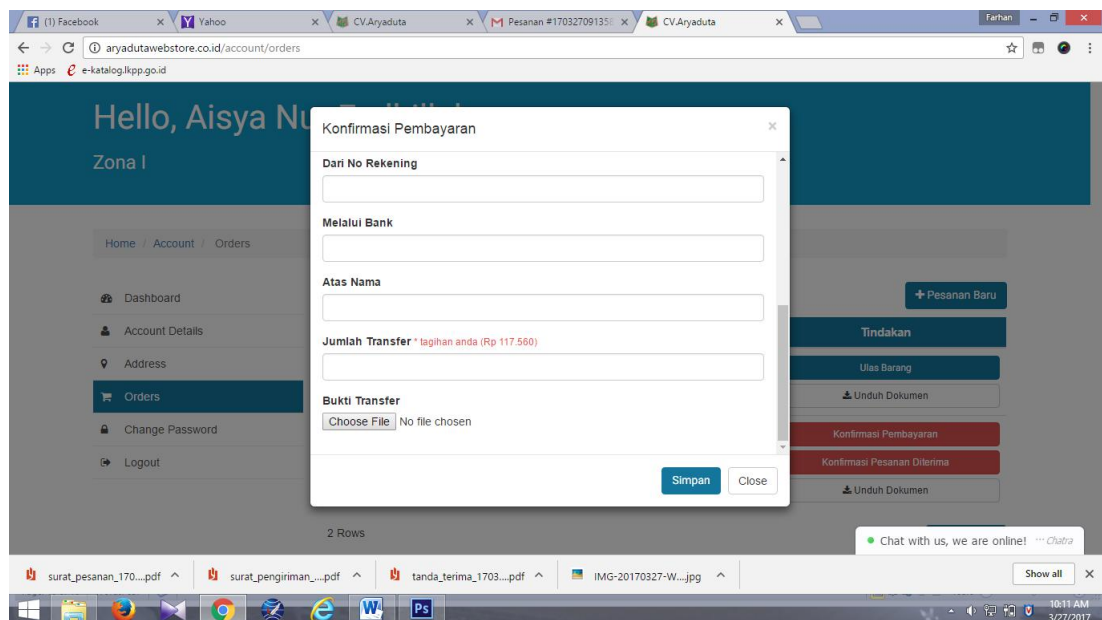 (1) Facebook
Yahoo
CV.Aryaduta
Pesanan #170327091358
CV.Aryaduta
Farhan
aryadutawebstore.co.id/account/orders
Apps
e-katalog.lkpp.go.id
Hello, Aisya Nur
Zona I
Konfirmasi Pembayaran
Dari No Rekening
Melalui Bank
Atas Nama
Jumlah Transfer * tagihan anda (Rp 117.560)
Bukti Transfer
Choose File No file chosen
Simpan
Close
Home / Account / Orders
Dashboard
Account Details
Address
Orders
Change Password
Logout
+ Pesanan Baru
Tindakan
Ulas Barang
Unduh Dokumen
Konfirmasi Pembayaran
Konfirmasi Pesanan Diterima
Unduh Dokumen
2 Rows
Chat with us, we are online! Chatra
surat_pesanan_170....pdf
surat_pengiriman_....pdf
tanda_terima_1703....pdf
IMG-20170327-W....jpg
Show all
Ps
10:11 AM
3/27/2017